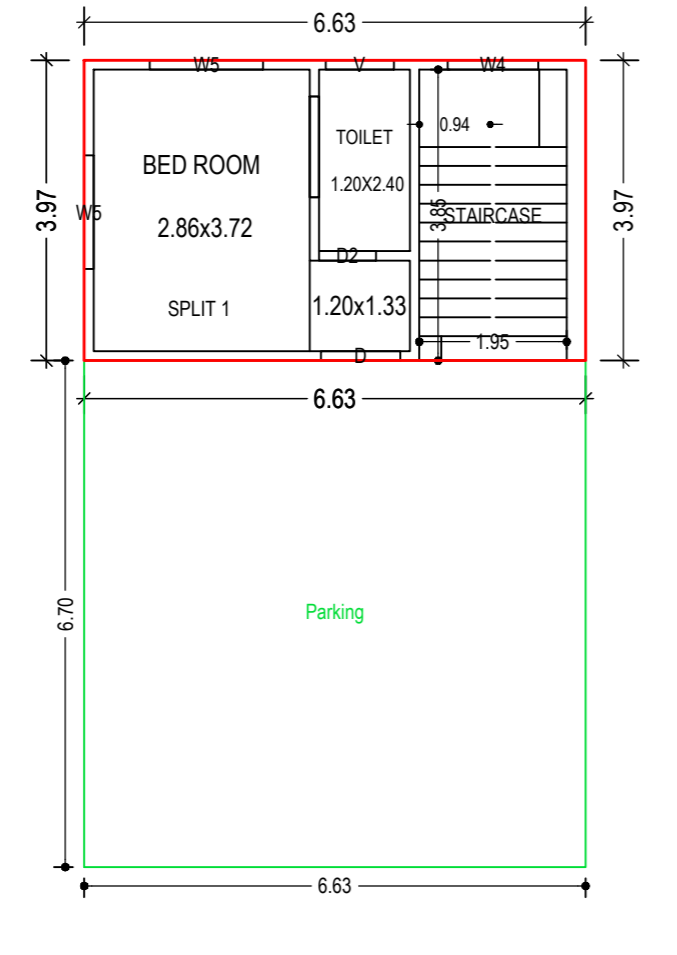 6.63
W5
V
W4
0.94
TOILET
BED ROOM
1.20X2.40
3.97
W5
2.86x3.72
3.85
STAIRCASE
3.97
D2
SPLIT 1
1.20x1.33
1.95
D
6.63
6.70
Parking
6.63